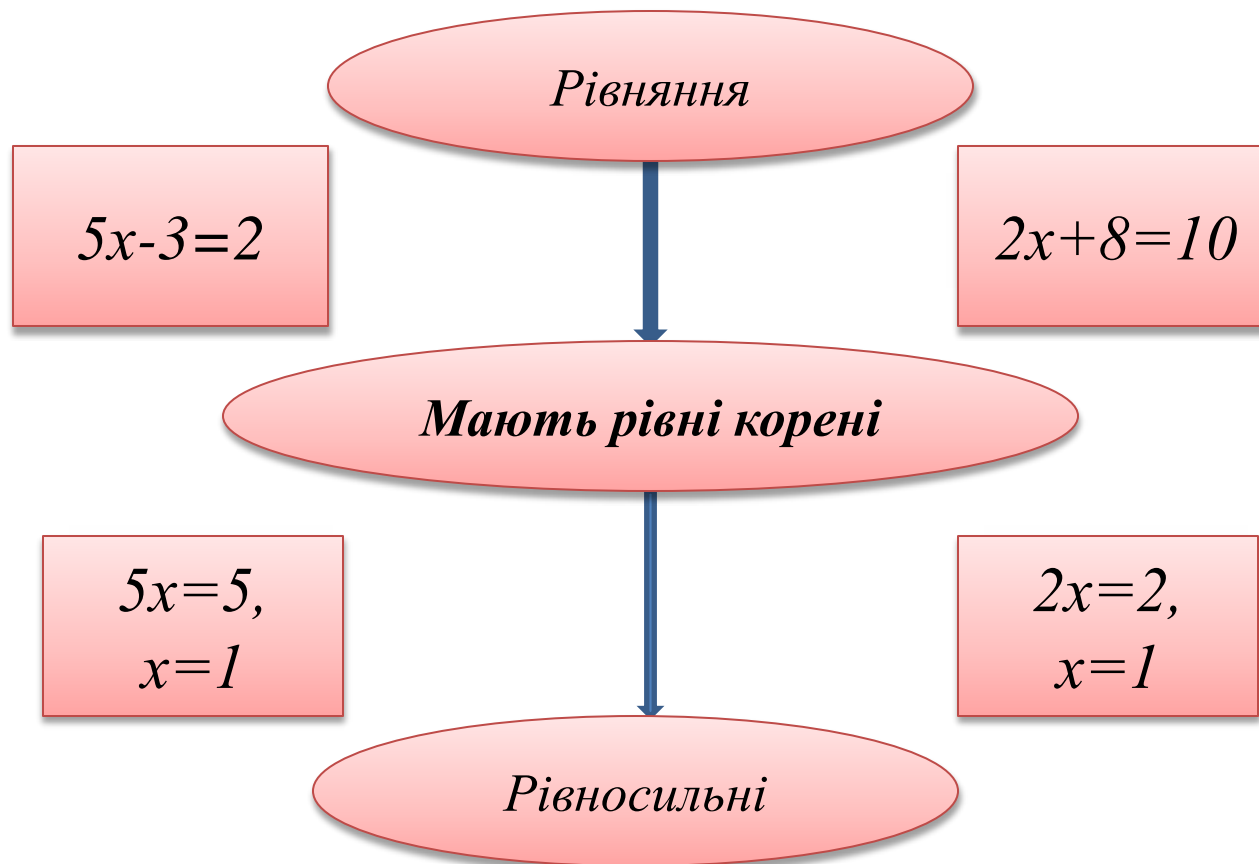 Рівняння
5x-3=2
2x+8=10
Мають рівні корені
5x=5,
x=1
2x=2,
x=1
Рівносильні